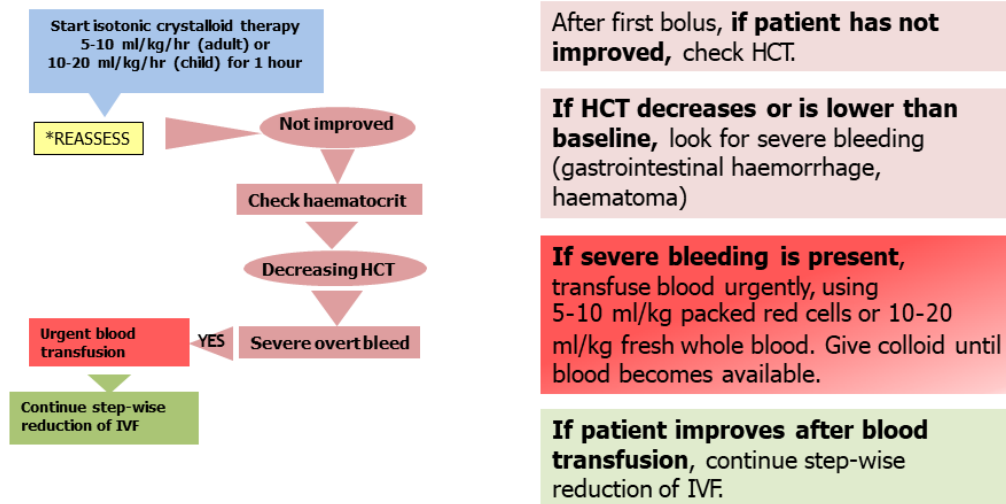 Start isotonic crystalloid therapy
5-10 ml/kg/hr (adult) or
10-20 ml/kg/hr (child) for 1 hour
*REASSESS
Not improved
Check haematocrit
Decreasing HCT
Severe overt bleed
YES
Urgent blood
transfusion
Continue step-wise
reduction of IVF
After first bolus, if patient has not
improved, check HCT.
If HCT decreases or is lower than
baseline, look for severe bleeding
(gastrointestinal haemorrhage,
haematoma)
If severe bleeding is present,
transfuse blood urgently, using
5-10 ml/kg packed red cells or 10-20
ml/kg fresh whole blood. Give colloid until
blood becomes available.
If patient improves after blood
transfusion, continue step-wise
reduction of IVF.